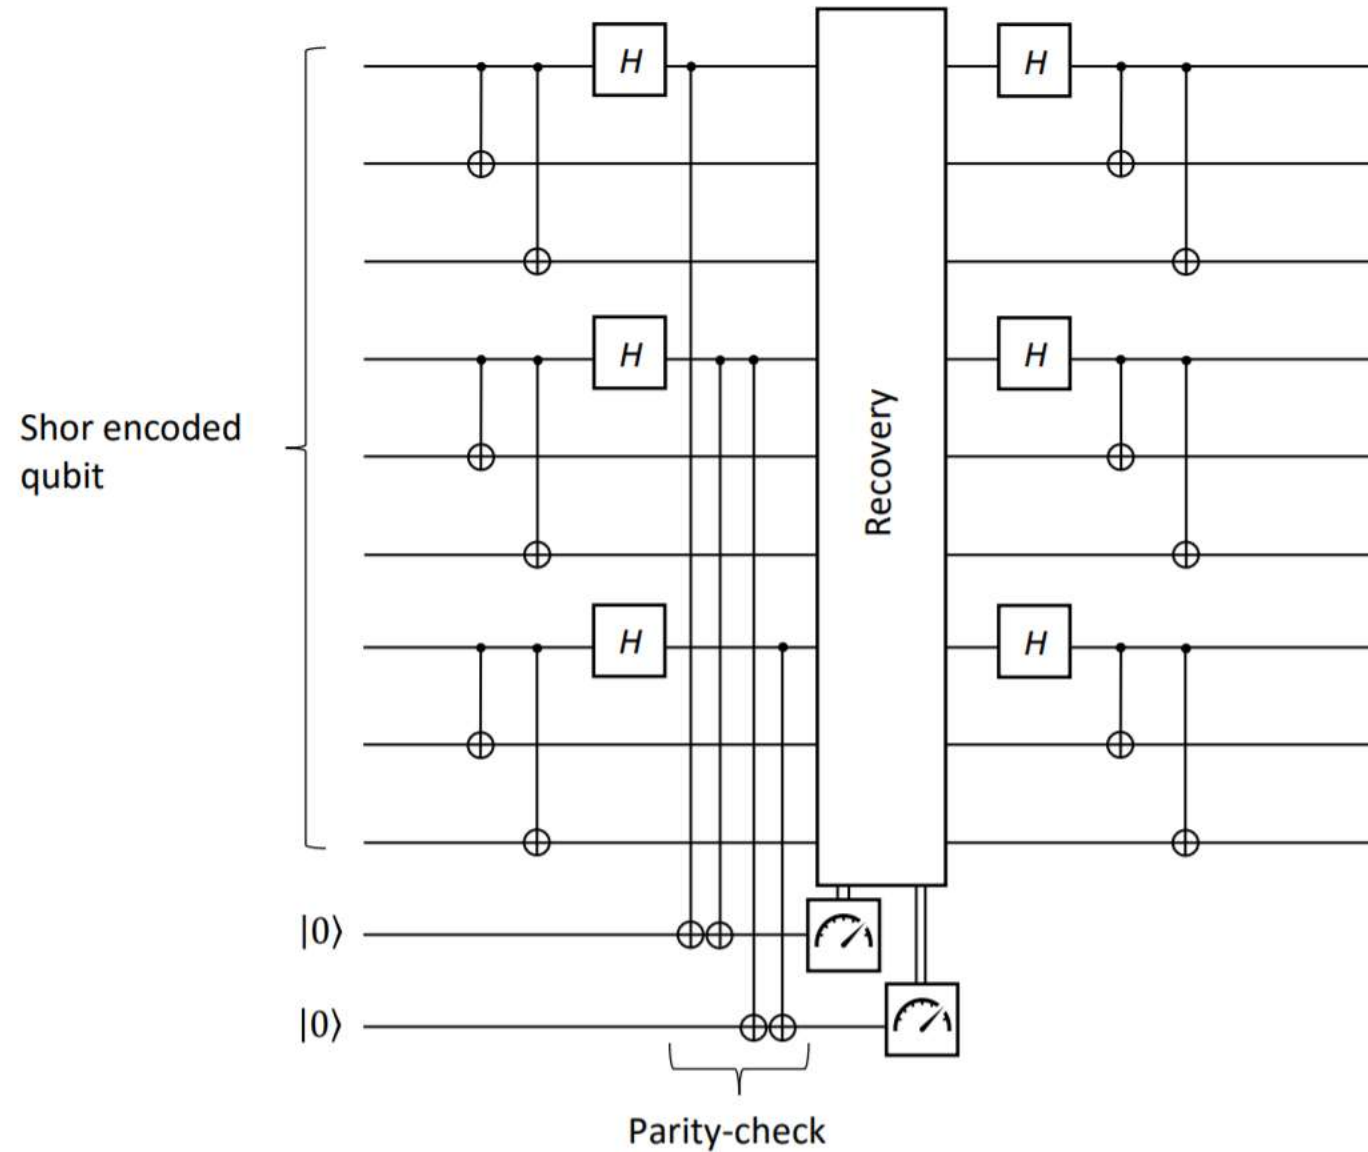 H
H
Shor encoded
qubit
H
H
Recovery
H
H
|0⟩
|0⟩
Parity-check